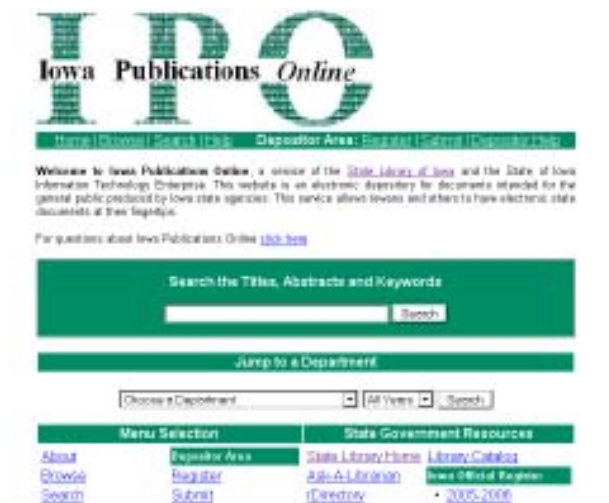 IPO
Iowa Publications Online
Home | Browse | Search | Help Depositor Area: Register | Submit | Depositor Help
Welcome to Iowa Publications Online, a service of the State Library of Iowa and the State of Iowa
Information Technology Enterprise. This website is an electronic depository for documents intended for the
general public produced by Iowa state agencies. This service allows Iowans and others to have electronic state
documents at their fingertips.
For questions about Iowa Publications Online click here
Search the Titles, Abstracts and Keywords
Search
Jump to a Department
Choose a Department All Years Search
Menu Selection State Government Resources
About Depositor Area State Library Home Library Catalog
Browse Register Ask-A-Librarian Iowa Official Register
Search Submit iDirectory • 2005-2006